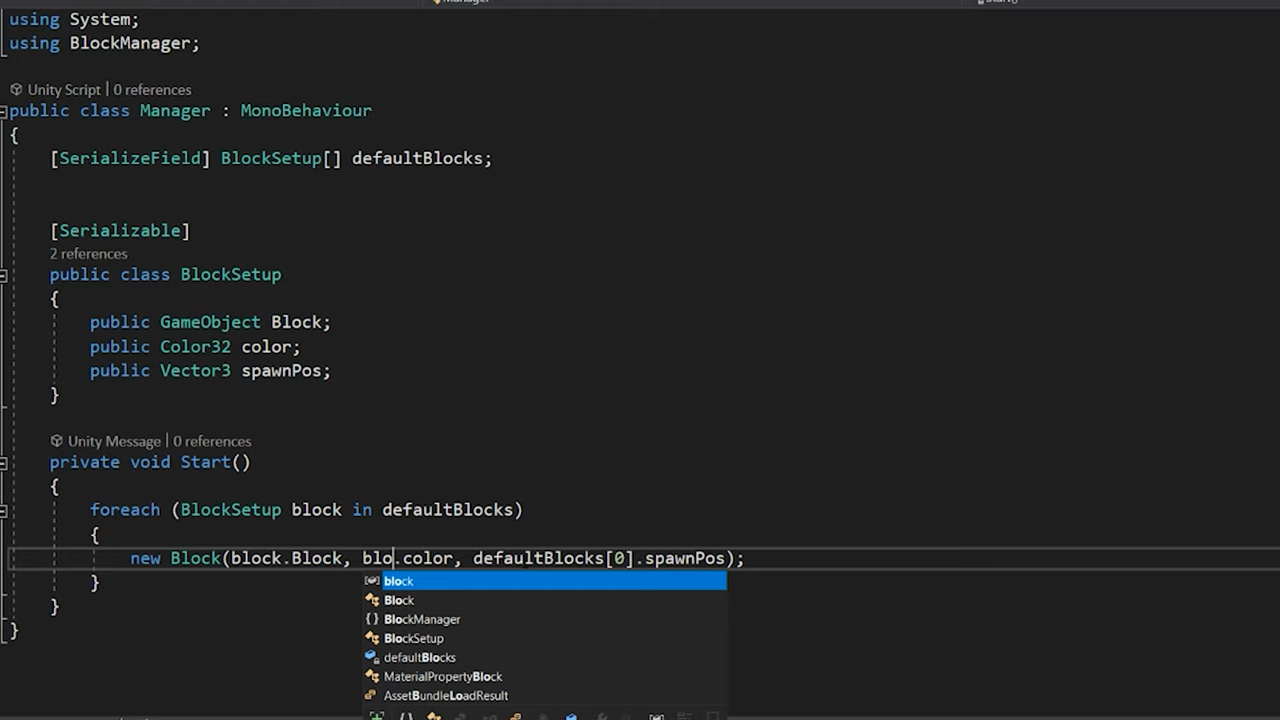 Manager
Start()
using System;
using BlockManager;
Unity Script | 0 references
public class Manager : MonoBehaviour
{
[SerializeField] BlockSetup[] defaultBlocks;
[Serializable]
2 references
public class BlockSetup
{
public GameObject Block;
public Color32 color;
public Vector3 spawnPos;
}
Unity Message | 0 references
private void Start()
{
foreach (BlockSetup block in defaultBlocks)
{
new Block(block.Block, blo.color, defaultBlocks[0].spawnPos);
}
}
}
block
Block
BlockManager
BlockSetup
defaultBlocks
MaterialPropertyBlock
AssetBundleLoadResult